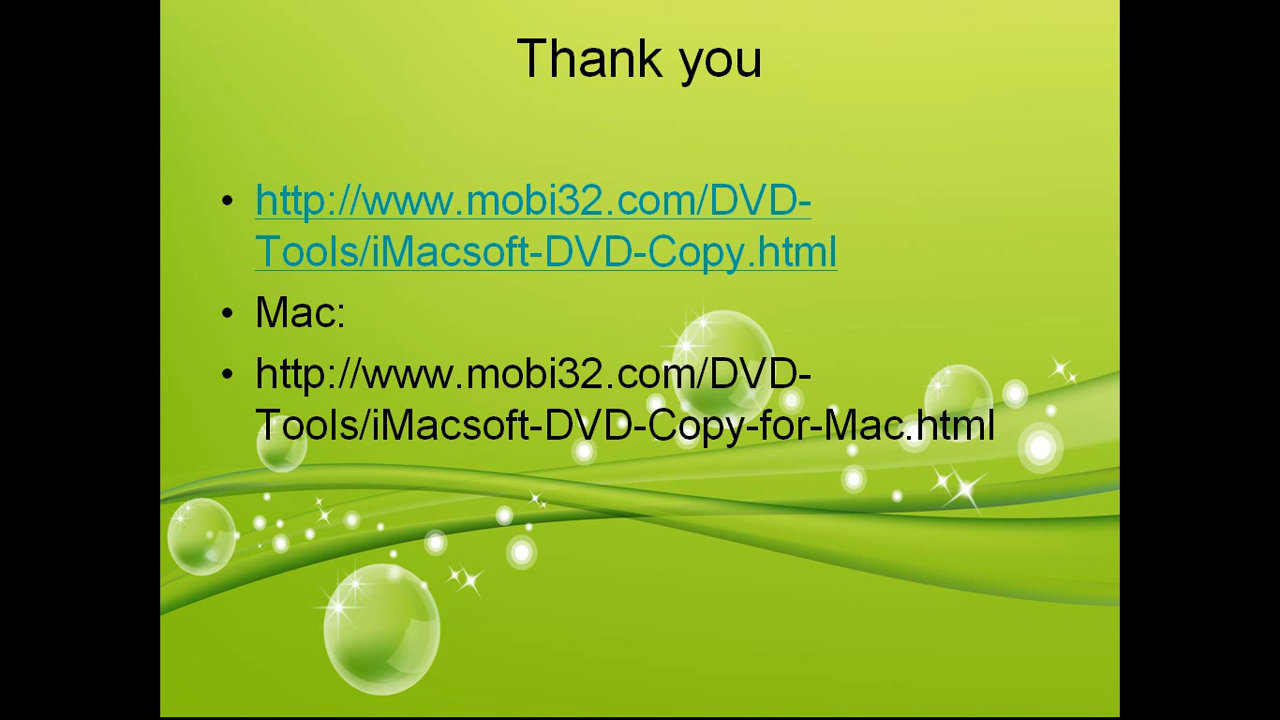 Thank you
• http://www.mobi32.com/DVD-
Tools/iMacsoft-DVD-Copy.html
• Mac:
• http://www.mobi32.com/DVD-
Tools/iMacsoft-DVD-Copy-for-Mac.html